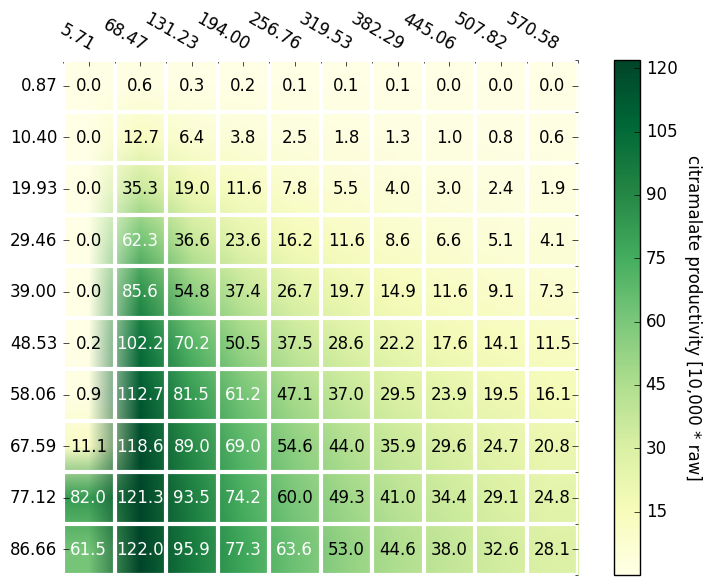 5.71 68.47 131.23 194.00 256.76 319.53 382.29 445.06 507.82 570.58
0.87 0.0 0.6 0.3 0.2 0.1 0.1 0.1 0.0 0.0 0.0
10.40 0.0 12.7 6.4 3.8 2.5 1.8 1.3 1.0 0.8 0.6
19.93 0.0 35.3 19.0 11.6 7.8 5.5 4.0 3.0 2.4 1.9
29.46 0.0 62.3 36.6 23.6 16.2 11.6 8.6 6.6 5.1 4.1
39.00 0.0 85.6 54.8 37.4 26.7 19.7 14.9 11.6 9.1 7.3
48.53 0.2 102.2 70.2 50.5 37.5 28.6 22.2 17.6 14.1 11.5
58.06 0.9 112.7 81.5 61.2 47.1 37.0 29.5 23.9 19.5 16.1
67.59 11.1 118.6 89.0 69.0 54.6 44.0 35.9 29.6 24.7 20.8
77.12 82.0 121.3 93.5 74.2 60.0 49.3 41.0 34.4 29.1 24.8
86.66 61.5 122.0 95.9 77.3 63.6 53.0 44.6 38.0 32.6 28.1
120
105
90
75
60
45
30
15
citramalate productivity [10,000 * raw]